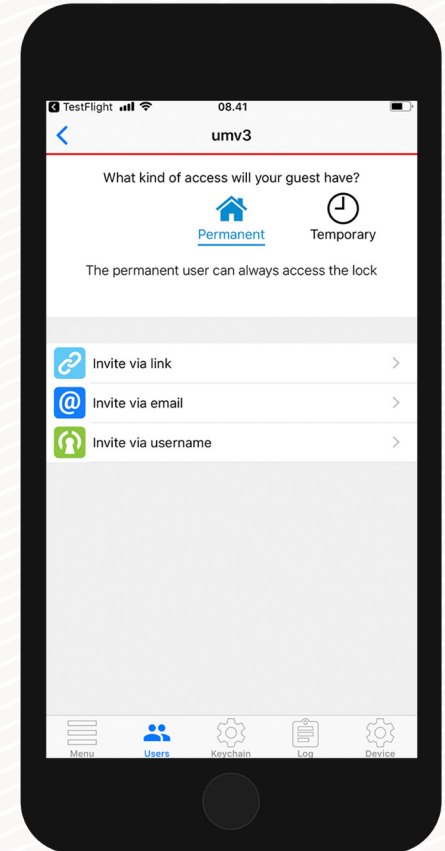 TestFlight 08.41
umv3
What kind of access will your guest have?
Permanent Temporary
The permanent user can always access the lock
Invite via link
@ Invite via email
Invite via username
Menu Users Keychain Log Device